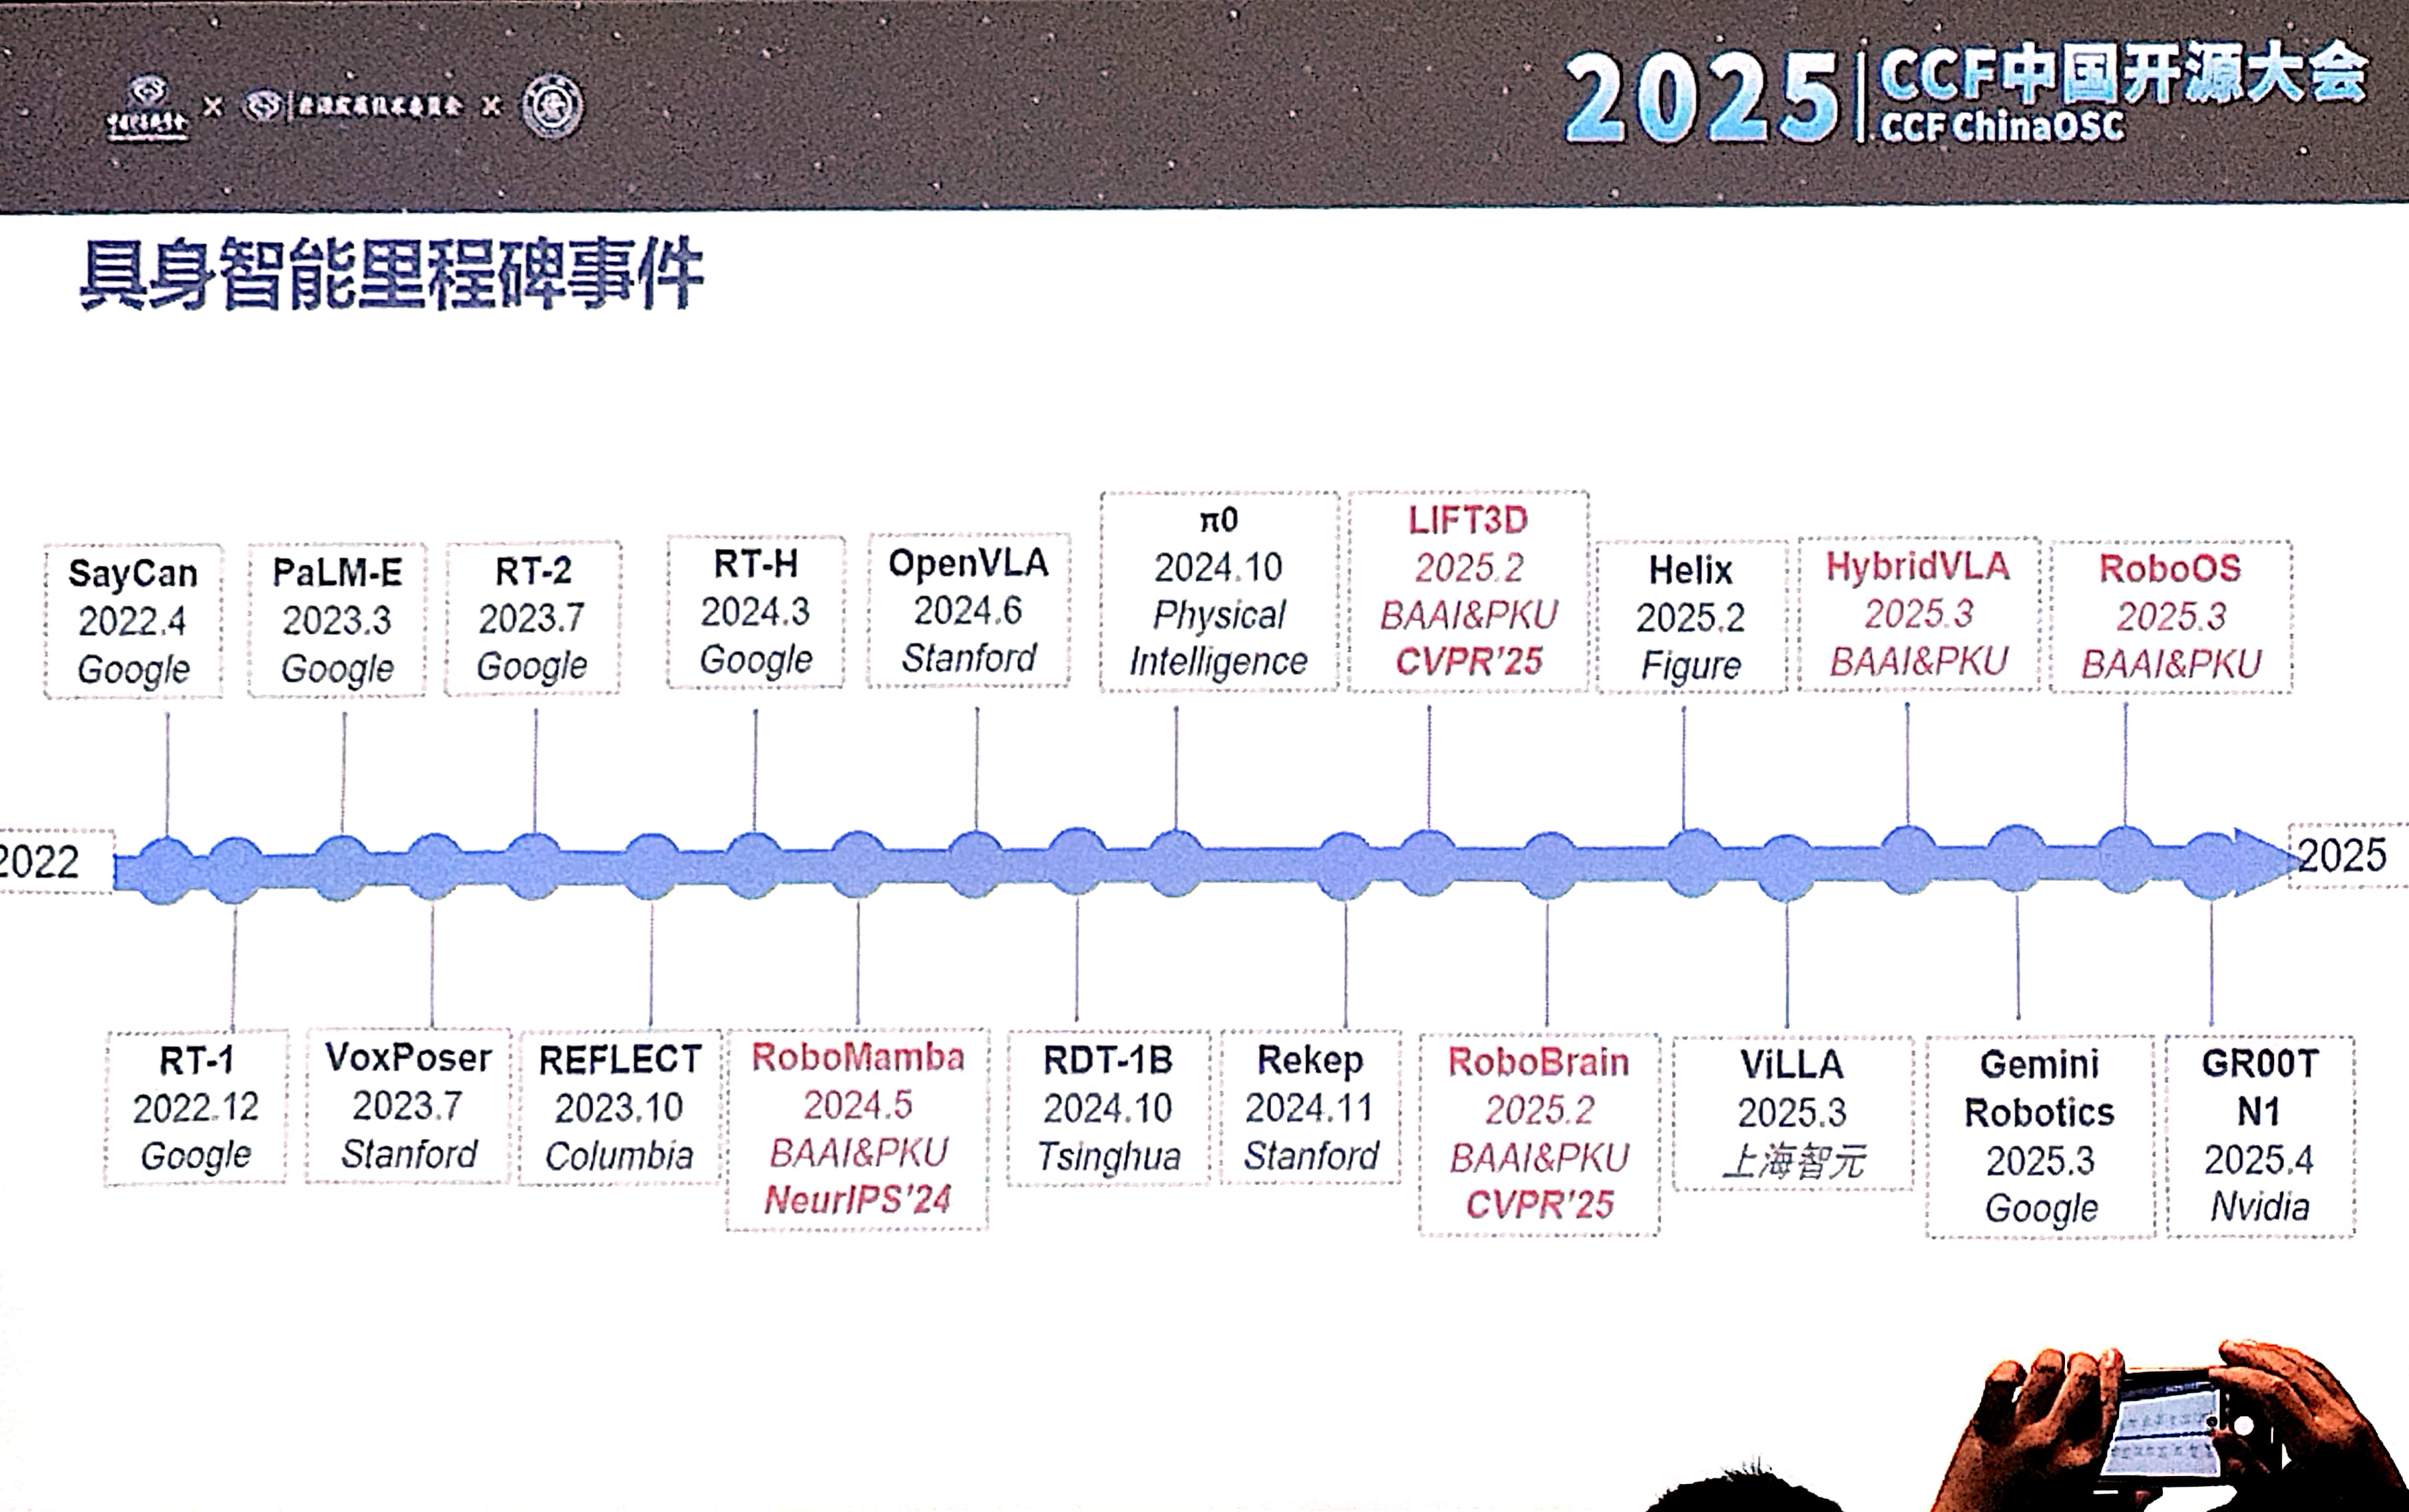 2025
CCF中国开源大会
CCF ChinaOSC
具身智能里程碑事件
SayCan
2022.4
Google
PaLM-E
2023.3
Google
RT-2
2023.7
Google
RT-H
2024.3
Google
OpenVLA
2024.6
Stanford
π0
2024.10
Physical
Intelligence
LIFT3D
2025.2
BAAI&PKU
CVPR'25
Helix
2025.2
Figure
HybridVLA
2025.3
BAAI&PKU
RoboOS
2025.3
BAAI&PKU
2022
2025
RT-1
2022.12
Google
VoxPoser
2023.7
Stanford
REFLECT
2023.10
Columbia
RoboMamba
2024.5
BAAI&PKU
NeurIPS'24
RDT-1B
2024.10
Tsinghua
Rekep
2024.11
Stanford
RoboBrain
2025.2
BAAI&PKU
CVPR'25
ViLLA
2025.3
上海智元
Gemini
Robotics
2025.3
Google
GR00T
N1
2025.4
Nvidia